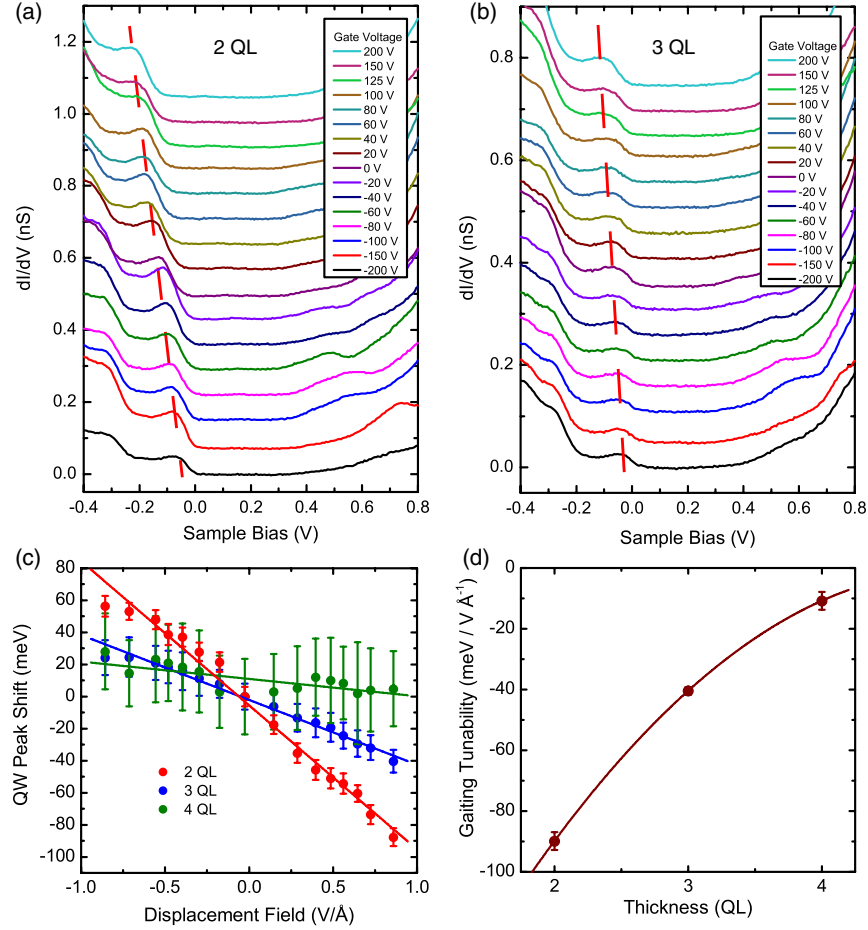 (a)
2 QL
Gate Voltage
200 V
150 V
125 V
100 V
80 V
60 V
40 V
20 V
0 V
-20 V
-40 V
-60 V
-80 V
-100 V
-150 V
-200 V
1.2
1.0
0.8
0.6
0.4
0.2
0.0
dI/dV (nS)
-0.4 -0.2 0.0 0.2 0.4 0.6 0.8
Sample Bias (V)
(b)
3 QL
Gate Voltage
200 V
150 V
125 V
100 V
80 V
60 V
40 V
20 V
0 V
-20 V
-40 V
-60 V
-80 V
-100 V
-150 V
-200 V
0.8
0.6
0.4
0.2
0.0
dI/dV (nS)
-0.4 -0.2 0.0 0.2 0.4 0.6 0.8
Sample Bias (V)
(c)
80
60
40
20
0
-20
-40
-60
-80
-100
QW Peak Shift (meV)
2 QL
3 QL
4 QL
-1.0 -0.5 0.0 0.5 1.0
Displacement Field (V/Å)
(d)
0
-20
-40
-60
-80
-100
Gaiting Tunability (meV / V Å⁻¹)
2 3 4
Thickness (QL)